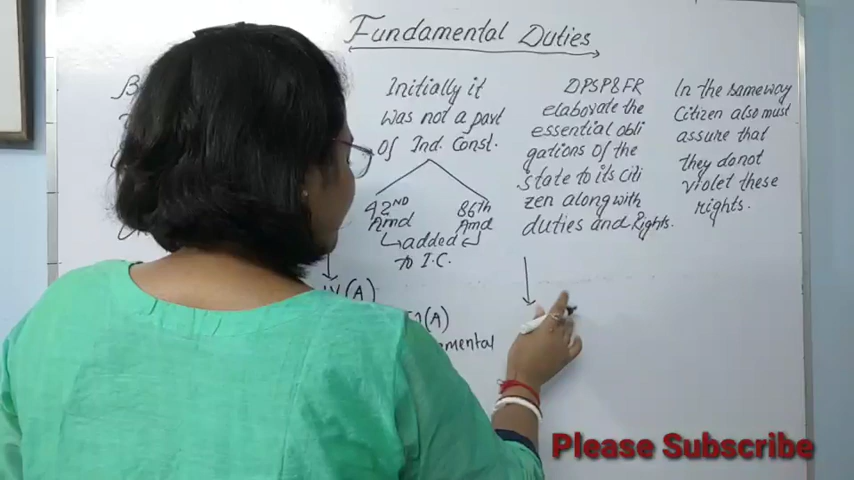 Fundamental Duties
Initially it
was not a part
Of Ind. Const.
42ND
Amd
86th
Amd
added
to I.C.
IV(A)
(A)
DPSP&FR
elaborate the
essential obli
gations of the
state to its citi
zen along with
duties and Rights.
In the same way
Citizen also must
assure that
they do not
violet these
rights.
Please Subscribe